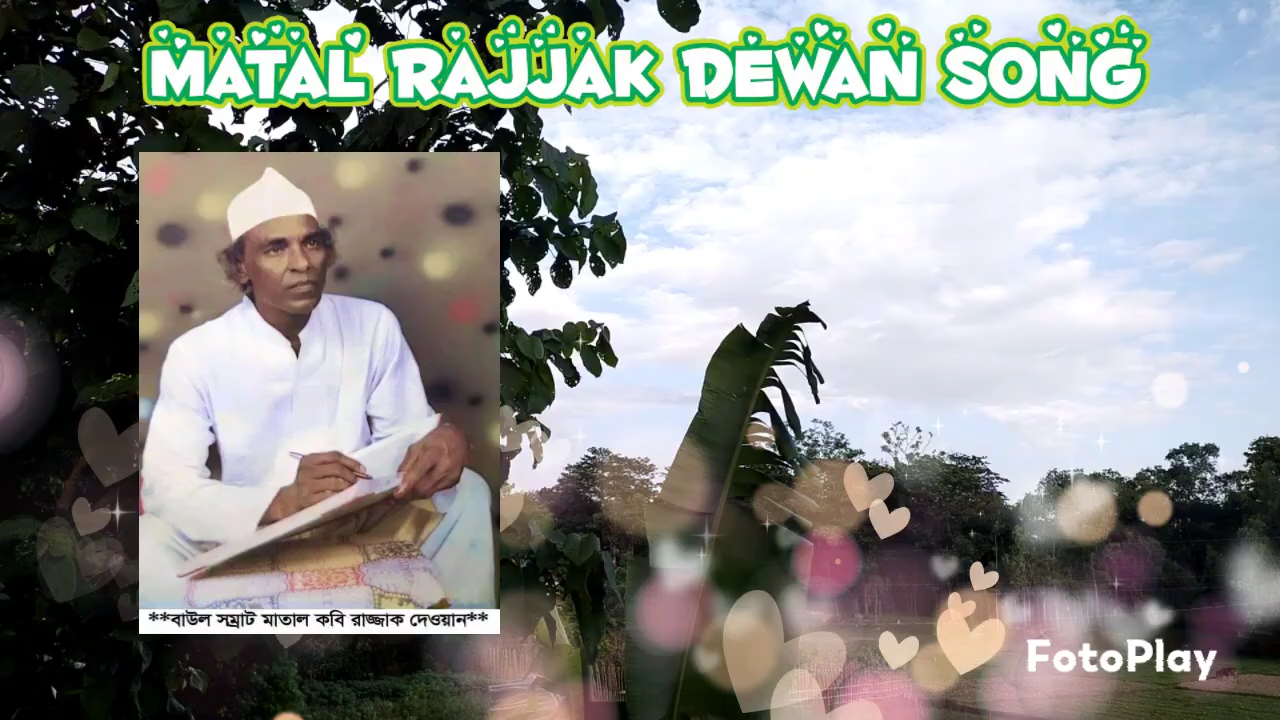 MATAL RAJJAK DEWAN SONG
**বাউল সম্রাট মাতাল কবি রাজ্জাক দেওয়ান**
FotoPlay